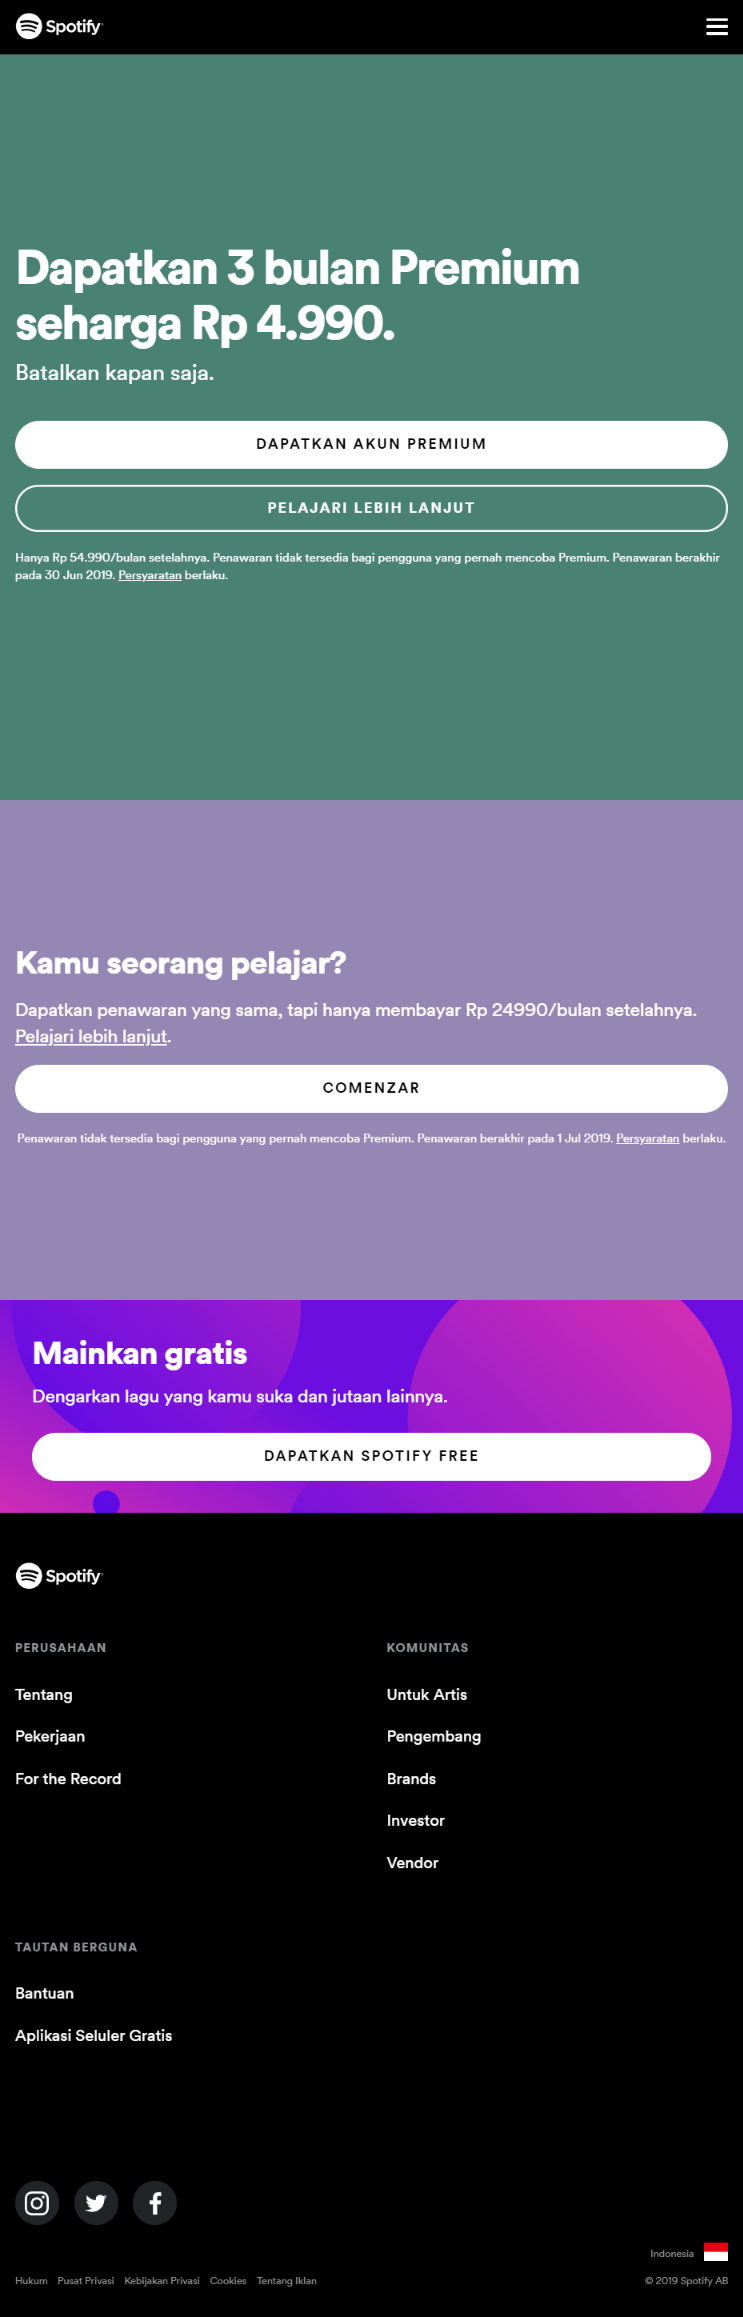 Spotify
Dapatkan 3 bulan Premium
seharga Rp 4.990.
Batalkan kapan saja.
DAPATKAN AKUN PREMIUM
PELAJARI LEBIH LANJUT
Hanya Rp 54.990/bulan setelahnya. Penawaran tidak tersedia bagi pengguna yang pernah mencoba Premium. Penawaran berakhir
pada 30 Jun 2019. Persyaratan berlaku.
Kamu seorang pelajar?
Dapatkan penawaran yang sama, tapi hanya membayar Rp 24990/bulan setelahnya.
Pelajari lebih lanjut.
COMENZAR
Penawaran tidak tersedia bagi pengguna yang pernah mencoba Premium. Penawaran berakhir pada 1 Jul 2019. Persyaratan berlaku.
Mainkan gratis
Dengarkan lagu yang kamu suka dan jutaan lainnya.
DAPATKAN SPOTIFY FREE
Spotify
PERUSAHAAN
Tentang
Pekerjaan
For the Record
KOMUNITAS
Untuk Artis
Pengembang
Brands
Investor
Vendor
TAUTAN BERGUNA
Bantuan
Aplikasi Seluler Gratis
Indonesia
Hukum Pusat Privasi Kebijakan Privasi Cookies Tentang Iklan
© 2019 Spotify AB